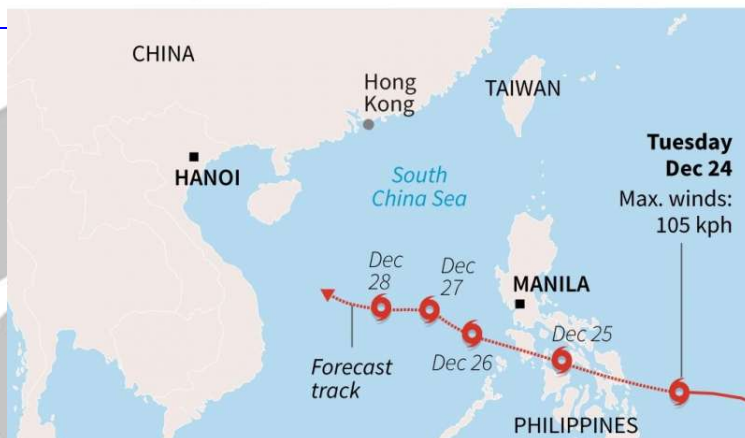 CHINA
Hong
Kong
TAIWAN
Tuesday
Dec 24
Max. winds:
105 kph
HANOI
South
China Sea
Dec
28
Dec
27
MANILA
Dec 26
Dec 25
Forecast
track
PHILIPPINES